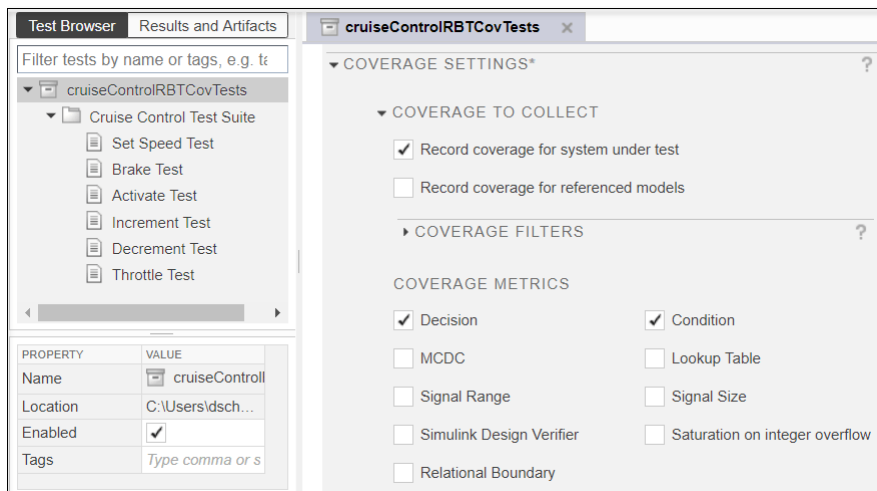 Test Browser
Results and Artifacts
Filter tests by name or tags, e.g. ta
cruiseControlRBTCovTests
Cruise Control Test Suite
Set Speed Test
Brake Test
Activate Test
Increment Test
Decrement Test
Throttle Test
PROPERTY VALUE
Name cruiseControll
Location C:\Users\dsch...
Enabled
Tags Type comma or s
cruiseControlRBTCovTests
COVERAGE SETTINGS* ?
COVERAGE TO COLLECT
Record coverage for system under test
Record coverage for referenced models
COVERAGE FILTERS ?
COVERAGE METRICS
Decision Condition
MCDC Lookup Table
Signal Range Signal Size
Simulink Design Verifier Saturation on integer overflow
Relational Boundary